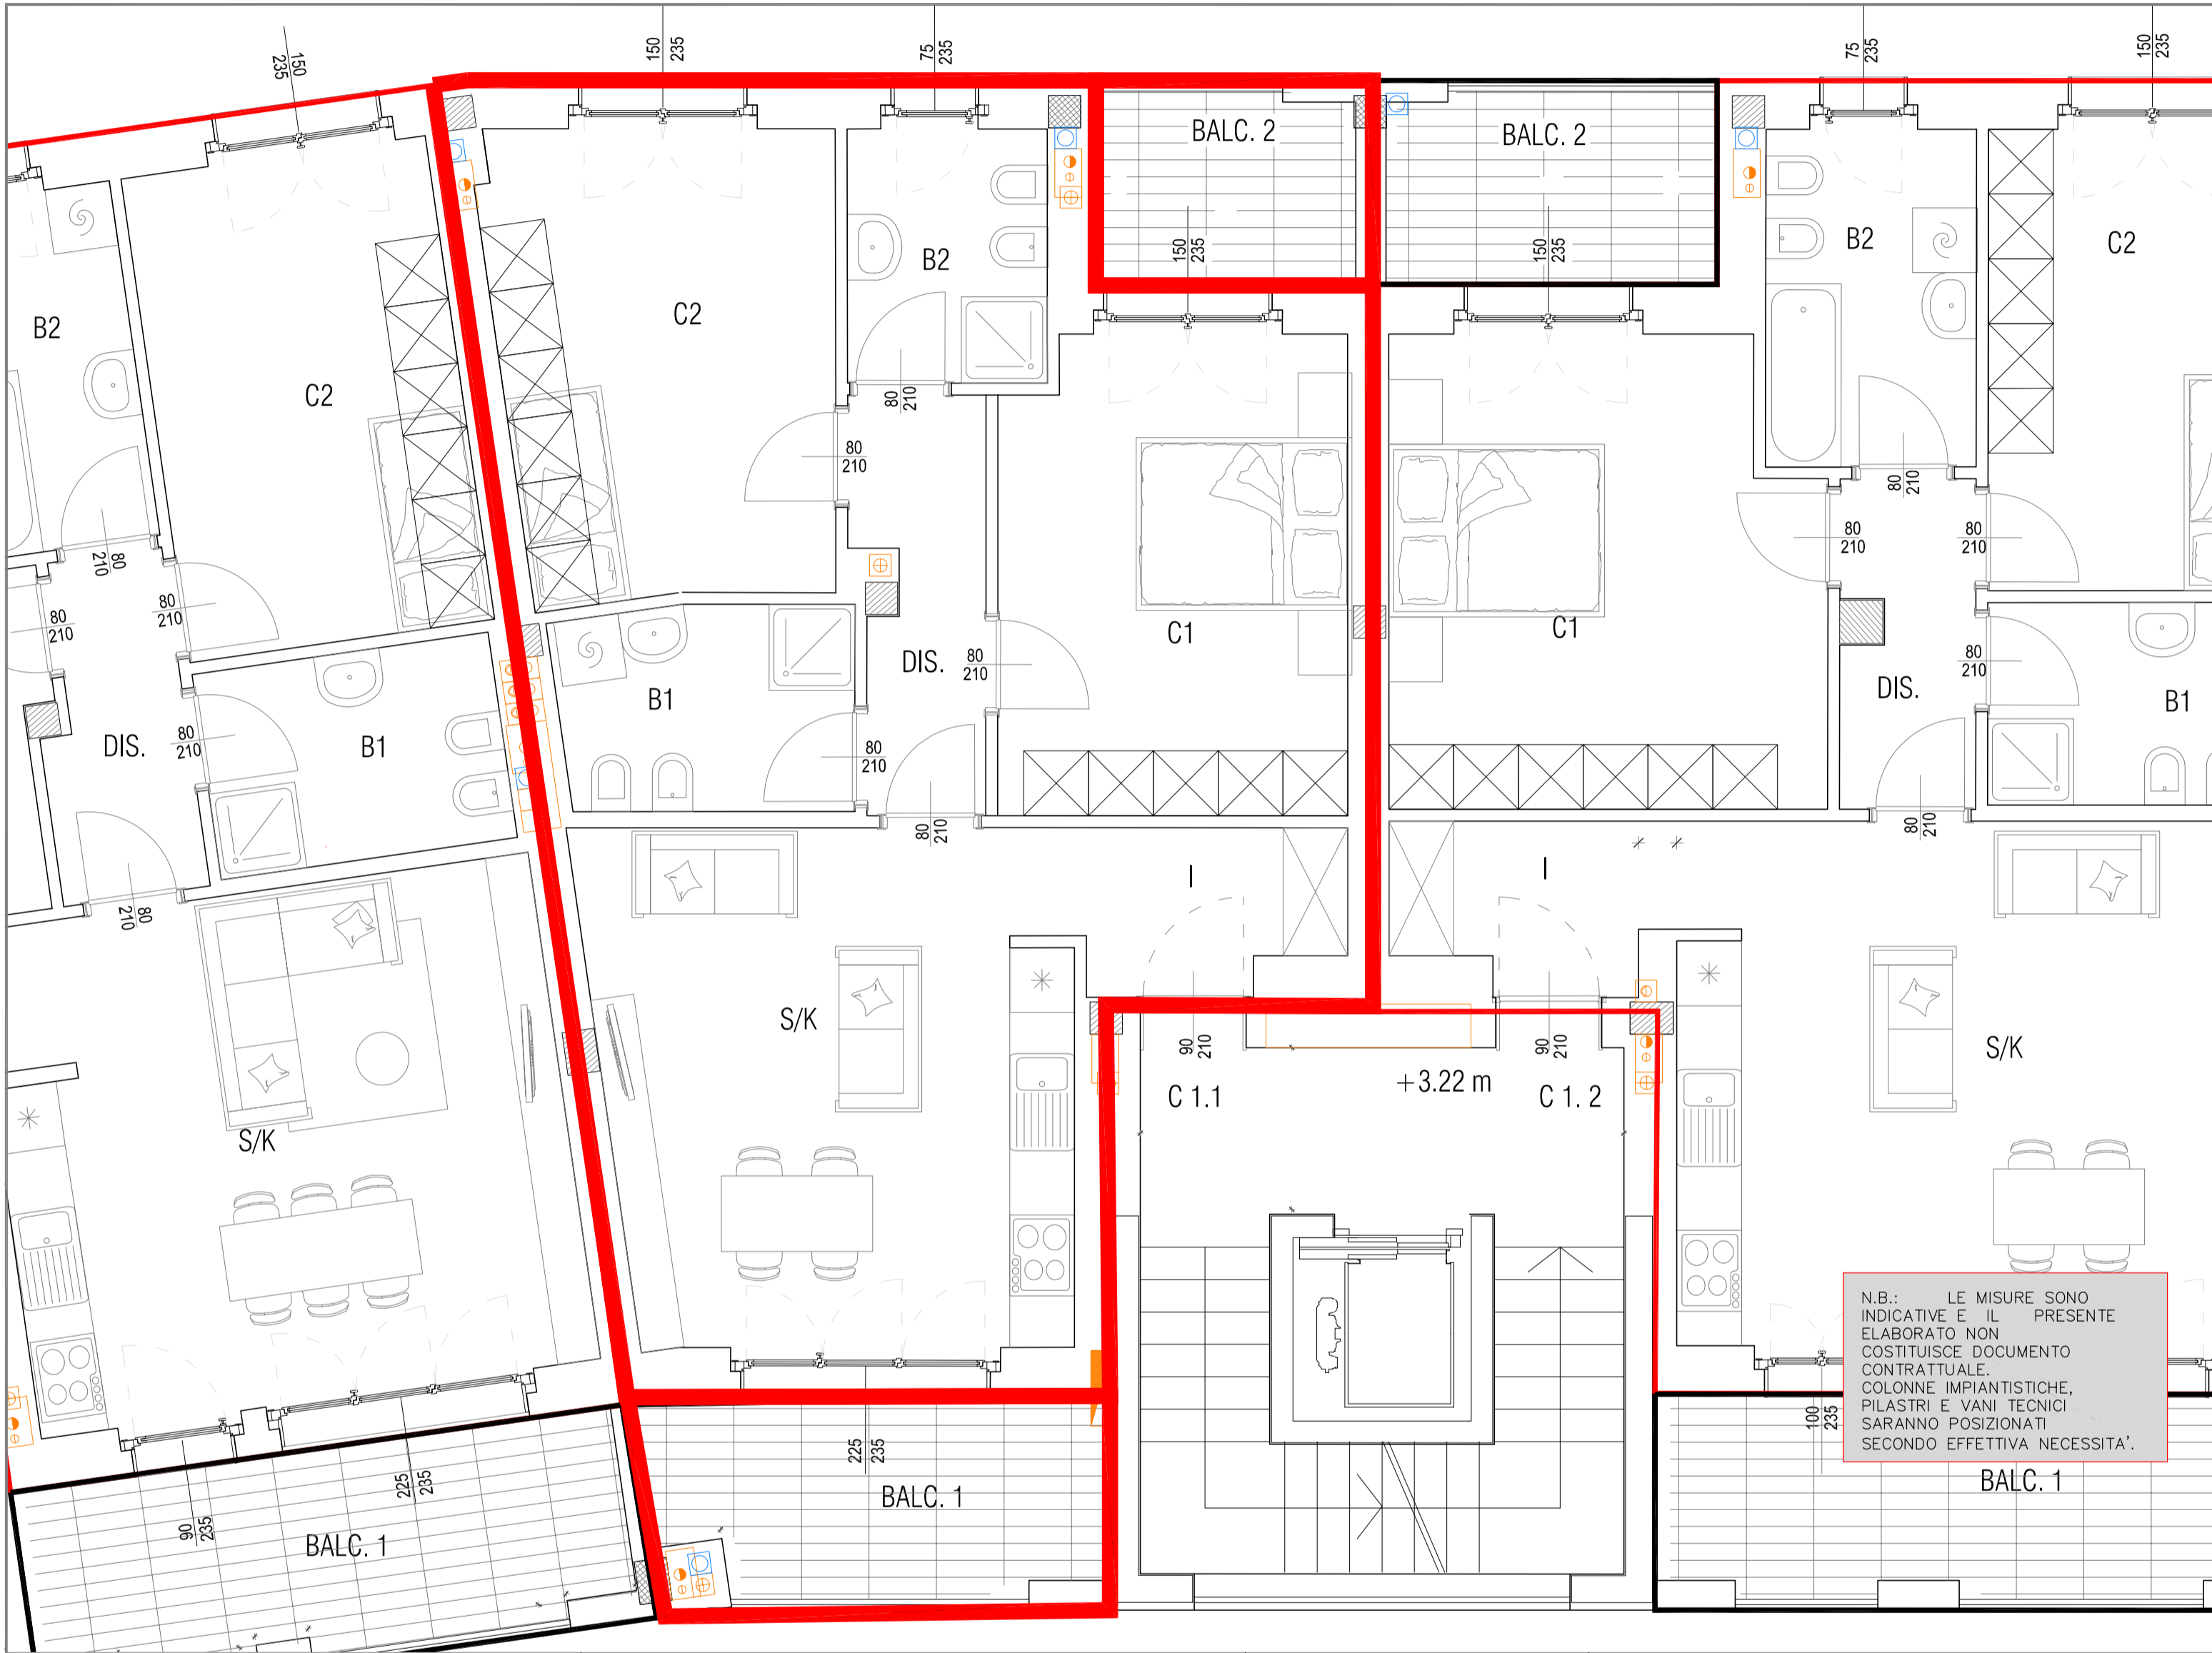 150
235
150
235
75
235
75
235
150
235
BALC. 2
BALC. 2
B2
C2
B2
C2
150
235
150
235
B2
C2
C2
80
210
80
210
80
210
80
210
80
210
80
210
80
210
80
210
C1
C1
DIS.
80
210
80
210
DIS.
B1
B1
DIS.
80
210
B1
80
210
80
210
80
210
80
210
I
I
S/K
S/K
S/K
90
210
90
210
C 1.1
+3.22 m
C 1. 2
N.B.: LE MISURE SONO
INDICATIVE E IL PRESENTE
ELABORATO NON
COSTITUISCE DOCUMENTO
CONTRATTUALE.
COLONNE IMPIANTISTICHE,
PILASTRI E VANI TECNICI
SARANNO POSIZIONATI
SECONDO EFFETTIVA NECESSITA'.
100
235
225
235
225
235
90
235
BALC. 1
BALC. 1
BALC. 1